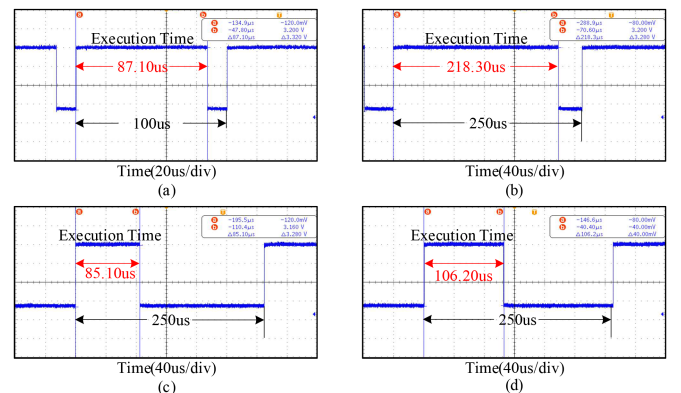 a -134.9μs -120.0mV
b -47.80μs 3.200 V
Δ87.10μs Δ3.320 V
Execution Time
87.10us
100us
Time(20us/div)
(a)
a -288.9μs -80.00mV
b -70.60μs 3.200 V
Δ218.3μs Δ3.280 V
Execution Time
218.30us
250us
Time(40us/div)
(b)
a -195.5μs -120.0mV
b -110.4μs 3.160 V
Δ85.10μs Δ3.280 V
Execution Time
85.10us
250us
Time(40us/div)
(c)
a -146.6μs -80.00mV
b -40.40μs -40.00mV
Δ106.2μs Δ40.00mV
Execution Time
106.20us
250us
Time(40us/div)
(d)